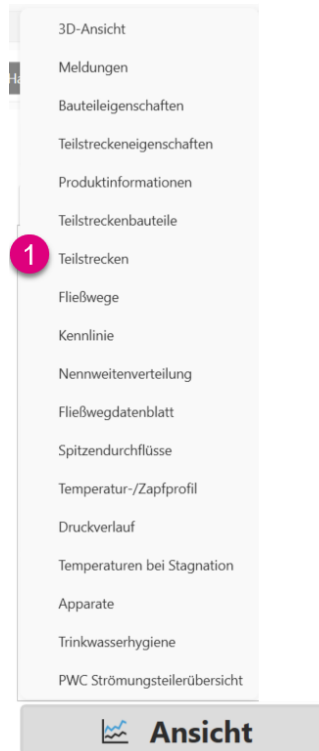 3D-Ansicht
Meldungen
Bauteileigenschaften
Teilstreckeneigenschaften
Produktinformationen
Teilstreckenbauteile
1
Teilstrecken
Fließwege
Kennlinie
Nennweitenverteilung
Fließwegdatenblatt
Spitzendurchflüsse
Temperatur-/Zapfprofil
Druckverlauf
Temperaturen bei Stagnation
Apparate
Trinkwasserhygiene
PWC Strömungsteilerübersicht
Ansicht